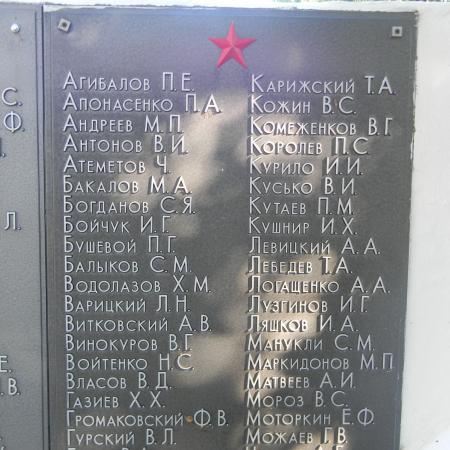 Агибалов П.Е.
Апонасенко П.А.
Андреев М.П.
Антонов В.И.
Атеметов Ч.
Бакалов М.А.
Богданов С.Я.
Бойчук И.Г.
Бушевой П.Г.
Балыков С.М.
Водолазов Х.М.
Варицкий Л.Н.
Витковский А.В.
Винокуров В.Г.
Войтенко Н.С.
Власов В.Д.
Газиев Х.Х.
Громаковский Ф.В.
Гурский В.Л.
Карижский Т.А.
Кожин В.С.
Комеженков В.Г.
Королев П.С.
Курило И.И.
Кусько В.И.
Кутаев П.М.
Кушнир И.Х.
Левицкий А.А.
Лебедев Т.А.
Логащенко А.А.
Лузгинов И.Г.
Ляшков И.А.
Манукли С.М.
Маркидонов М.П.
Матвеев А.И.
Мороз В.С.
Моторкин Е.Ф.
Можаев Г.В.